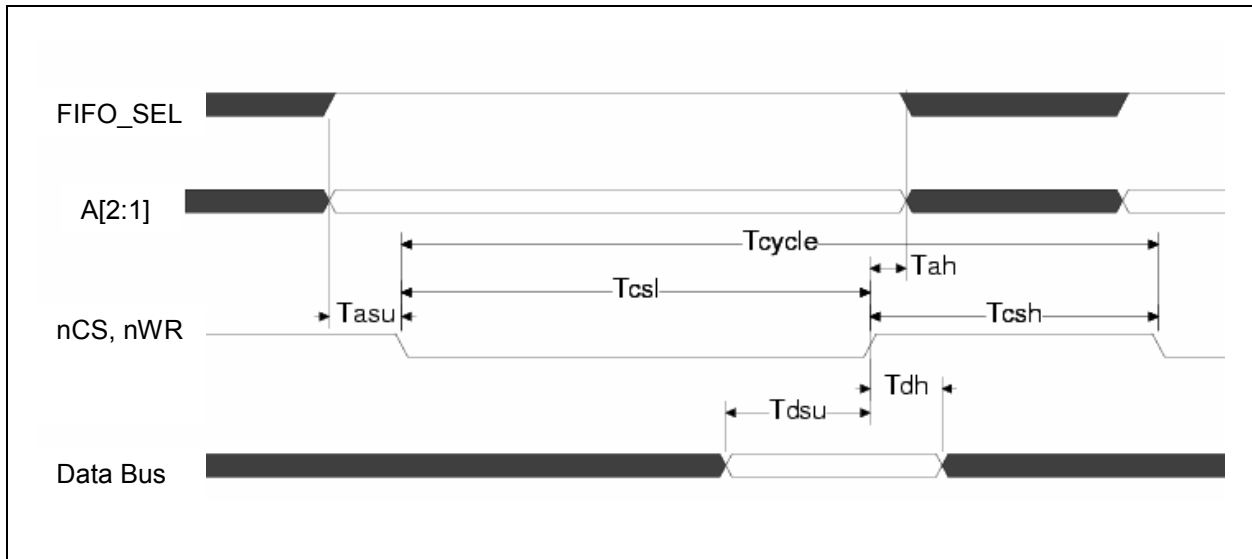 FIFO_SEL
A[2:1]
Tcycle
Tah
Tcsl
Tasu
Tcsh
nCS, nWR
Tdh
Tdsu
Data Bus